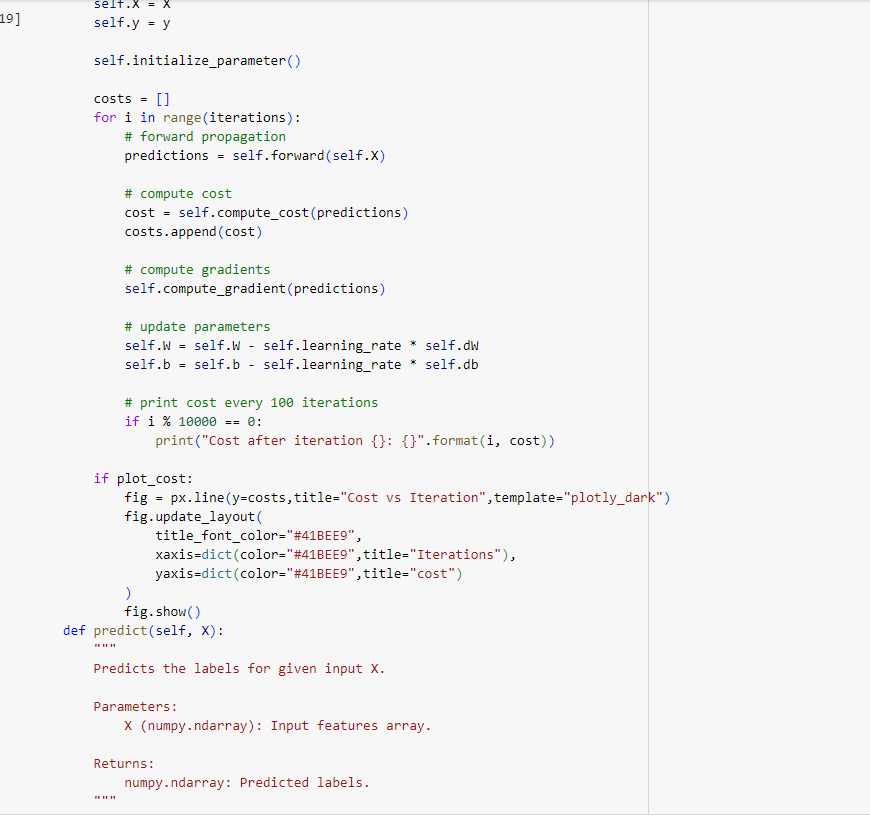 self.X = X
19]
self.y = y
self.initialize_parameter()
costs = []
for i in range(iterations):
# forward propagation
predictions = self.forward(self.X)
# compute cost
cost = self.compute_cost(predictions)
costs.append(cost)
# compute gradients
self.compute_gradient(predictions)
# update parameters
self.W = self.W - self.learning_rate * self.dW
self.b = self.b - self.learning_rate * self.db
# print cost every 100 iterations
if i % 10000 == 0:
print("Cost after iteration {}: {}".format(i, cost))
if plot_cost:
fig = px.line(y=costs,title="Cost vs Iteration",template="plotly_dark")
fig.update_layout(
title_font_color="#41BEE9",
xaxis=dict(color="#41BEE9",title="Iterations"),
yaxis=dict(color="#41BEE9",title="cost")
)
fig.show()
def predict(self, X):
"""
Predicts the labels for given input X.
Parameters:
X (numpy.ndarray): Input features array.
Returns:
numpy.ndarray: Predicted labels.
"""